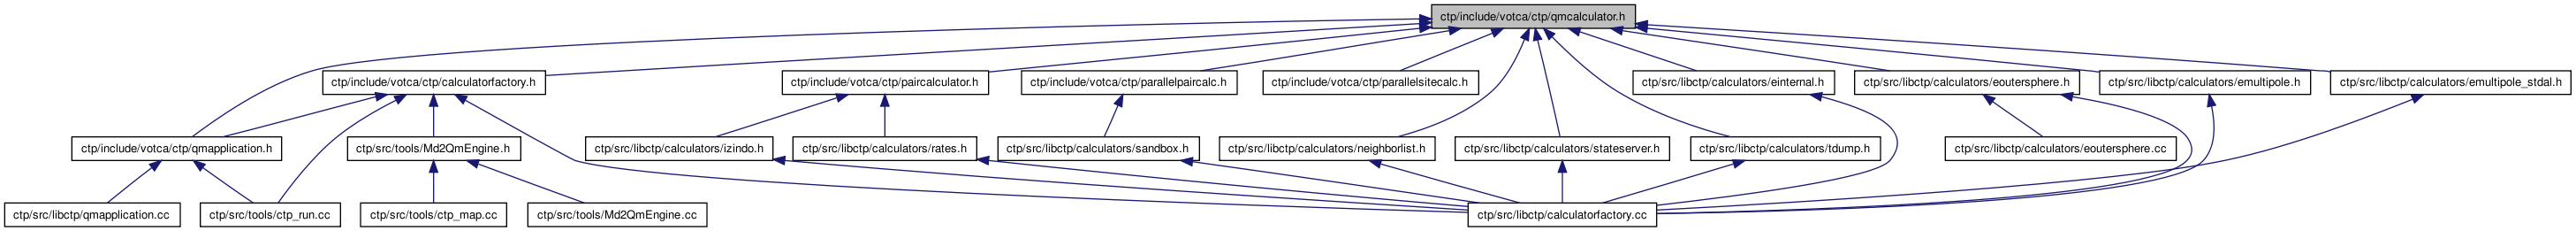 ctp/include/votca/ctp/qmcalculator.h
ctp/include/votca/ctp/calculatorfactory.h
ctp/include/votca/ctp/paircalculator.h
ctp/include/votca/ctp/parallelpaircalc.h
ctp/include/votca/ctp/parallelsitecalc.h
ctp/src/libctp/calculators/einternal.h
ctp/src/libctp/calculators/eoutersphere.h
ctp/src/libctp/calculators/emultipole.h
ctp/src/libctp/calculators/emultipole_stdal.h
ctp/include/votca/ctp/qmapplication.h
ctp/src/tools/Md2QmEngine.h
ctp/src/libctp/calculators/izindo.h
ctp/src/libctp/calculators/rates.h
ctp/src/libctp/calculators/sandbox.h
ctp/src/libctp/calculators/neighborlist.h
ctp/src/libctp/calculators/stateserver.h
ctp/src/libctp/calculators/tdump.h
ctp/src/libctp/calculators/eoutersphere.cc
ctp/src/libctp/qmapplication.cc
ctp/src/tools/ctp_run.cc
ctp/src/tools/ctp_map.cc
ctp/src/tools/Md2QmEngine.cc
ctp/src/libctp/calculatorfactory.cc